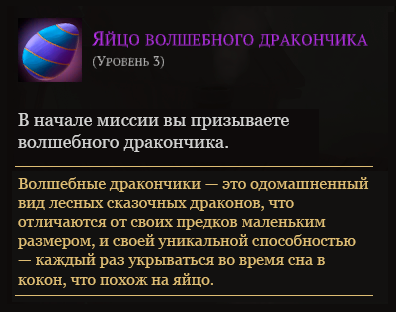 Яйцо волшебного дракончика
(Уровень 3)
В начале миссии вы призываете
волшебного дракончика.
Волшебные дракончики — это одомашненный
вид лесных сказочных драконов, что
отличаются от своих предков маленьким
размером, и своей уникальной способностью
— каждый раз укрываться во время сна в
кокон, что похож на яйцо.